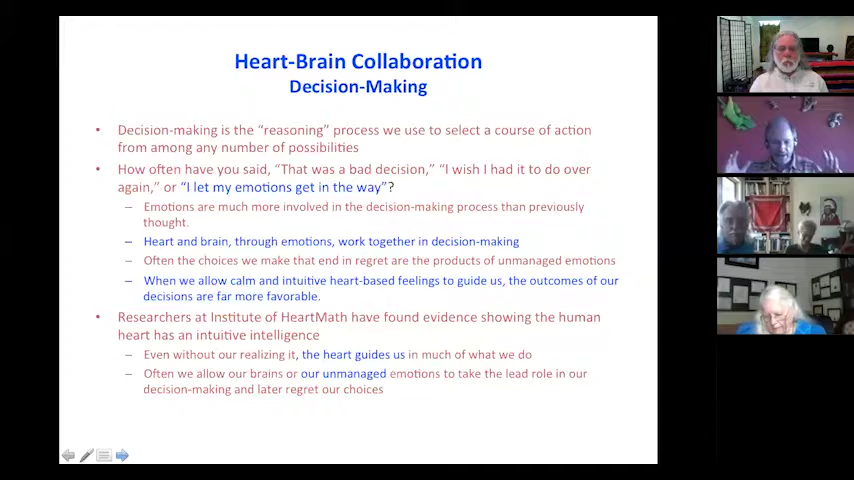 Heart-Brain Collaboration
Decision-Making
• Decision-making is the “reasoning” process we use to select a course of action
from among any number of possibilities
• How often have you said, “That was a bad decision,” “I wish I had it to do over
again,” or “I let my emotions get in the way”?
– Emotions are much more involved in the decision-making process than previously
thought.
– Heart and brain, through emotions, work together in decision-making
– Often the choices we make that end in regret are the products of unmanaged emotions
– When we allow calm and intuitive heart-based feelings to guide us, the outcomes of our
decisions are far more favorable.
• Researchers at Institute of HeartMath have found evidence showing the human
heart has an intuitive intelligence
– Even without our realizing it, the heart guides us in much of what we do
– Often we allow our brains or our unmanaged emotions to take the lead role in our
decision-making and later regret our choices